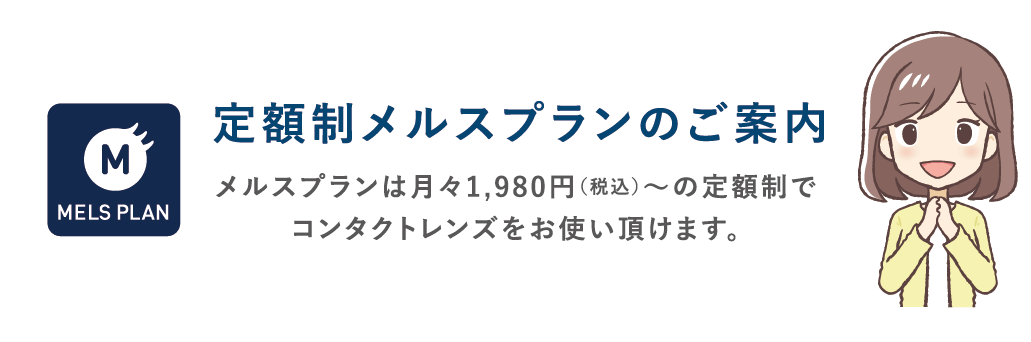 M
MELS PLAN
定額制メルスプランのご案内
メルスプランは月々1,980円（税込）～の定額制で
コンタクトレンズをお使い頂けます。